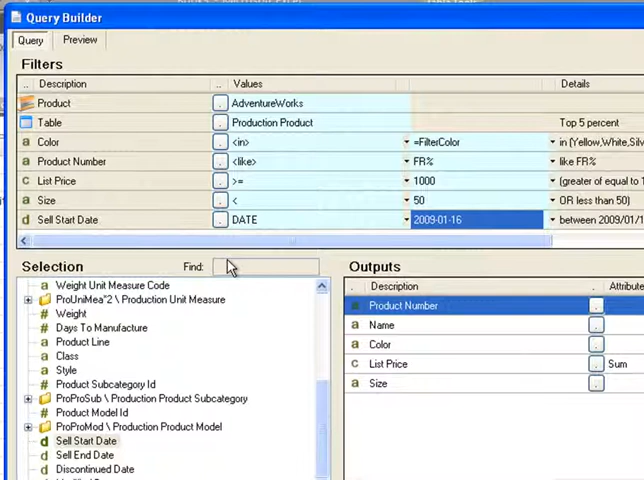 Query Builder
Query Preview
Filters
.. Description .. Values Details
Product . AdventureWorks
Table . Production Product Top 5 percent
a Color . <in> =FilterColor in (Yellow,White,Silv
a Product Number . <like> FR% like FR%
c List Price . >= 1000 (greater of equal to 1
a Size . < 50 OR less than 50)
d Sell Start Date . DATE 2009-01-16 between 2009/01/1
Selection Find:
Outputs
. Description . Attribute
a Weight Unit Measure Code
ProUniMea"2 \ Production Unit Measure
# Weight
# Days To Manufacture
a Product Line
a Class
a Style
# Product Subcategory Id
ProProSub \ Production Product Subcategory
# Product Model Id
ProProMod \ Production Product Model
d Sell Start Date
d Sell End Date
d Discontinued Date
a Product Number .
a Name .
a Color .
c List Price . Sum
a Size .